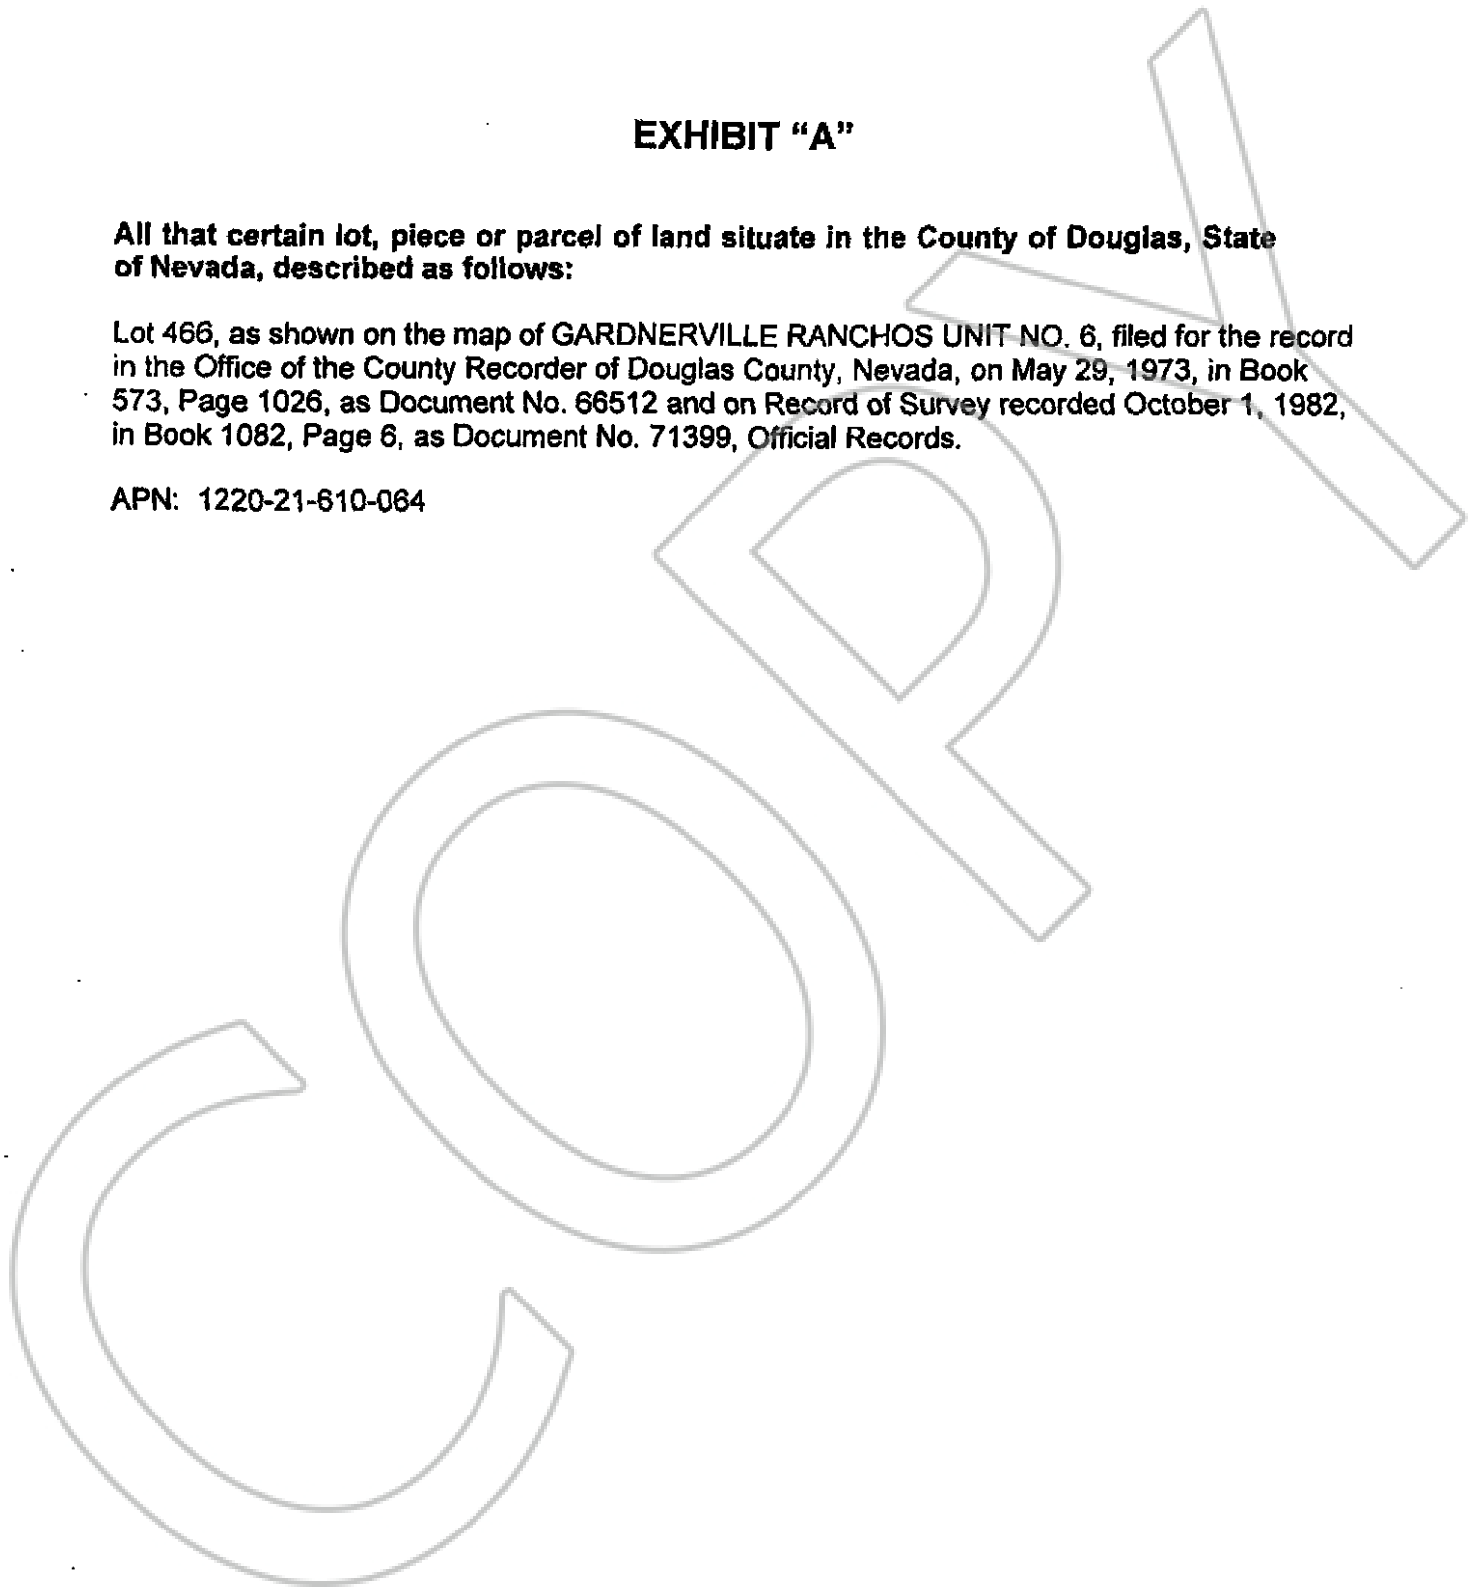 EXHIBIT “A”
All that certain lot, piece or parcel of land situate in the County of Douglas, State
of Nevada, described as follows:
Lot 466, as shown on the map of GARDNERVILLE RANCHOS UNIT NO. 6, filed for the record
in the Office of the County Recorder of Douglas County, Nevada, on May 29, 1973, in Book
573, Page 1026, as Document No. 66512 and on Record of Survey recorded October 1, 1982,
in Book 1082, Page 6, as Document No. 71399, Official Records.
APN: 1220-21-610-064
COPY